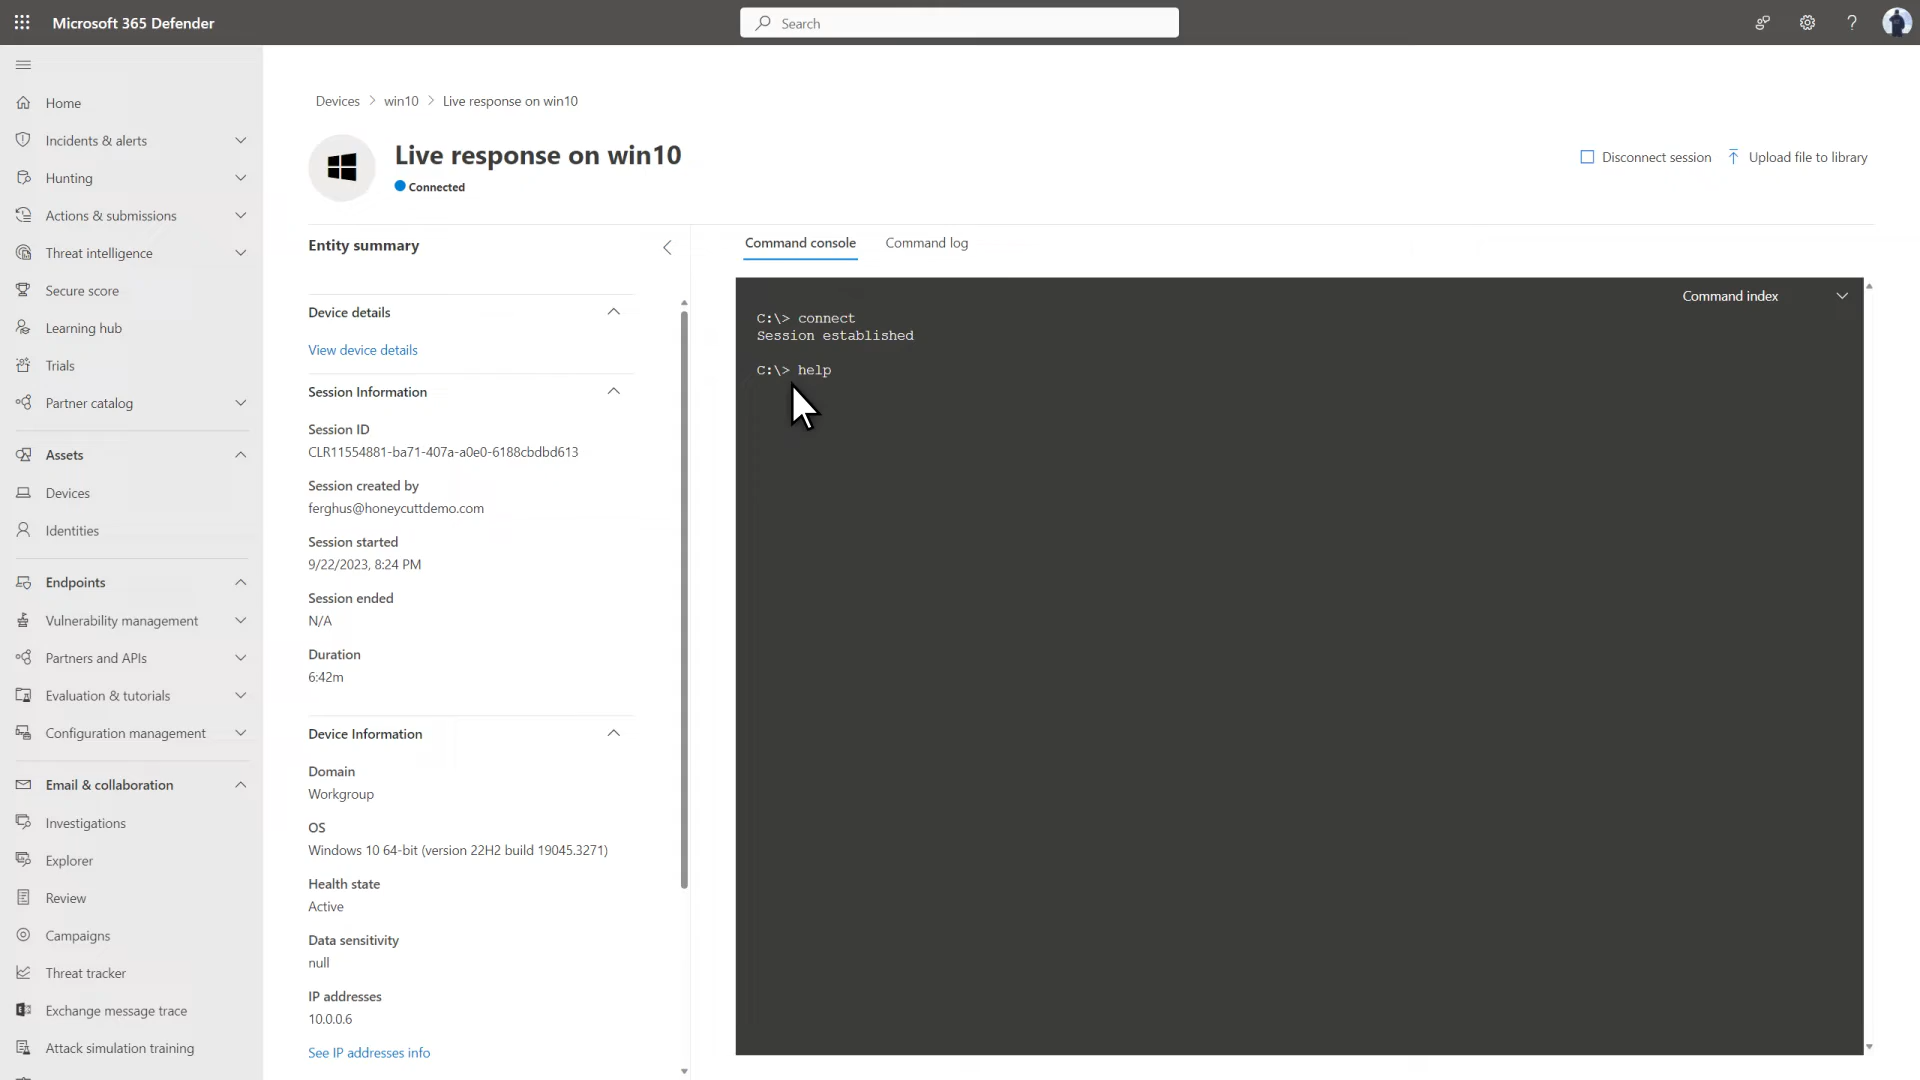 Microsoft 365 Defender
Search
Home
Incidents & alerts
Hunting
Actions & submissions
Threat intelligence
Secure score
Learning hub
Trials
Partner catalog
Assets
Devices
Identities
Endpoints
Vulnerability management
Partners and APIs
Evaluation & tutorials
Configuration management
Email & collaboration
Investigations
Explorer
Review
Campaigns
Threat tracker
Exchange message trace
Attack simulation training
Devices > win10 > Live response on win10
Live response on win10
Connected
Disconnect session
Upload file to library
Entity summary
Device details
View device details
Session Information
Session ID
CLR11554881-ba71-407a-a0e0-6188cbdbd613
Session created by
ferghus@honeycuttdemo.com
Session started
9/22/2023, 8:24 PM
Session ended
N/A
Duration
6:42m
Device Information
Domain
Workgroup
OS
Windows 10 64-bit (version 22H2 build 19045.3271)
Health state
Active
Data sensitivity
null
IP addresses
10.0.0.6
See IP addresses info
Command console
Command log
Command index
C:\> connect
Session established
C:\> help